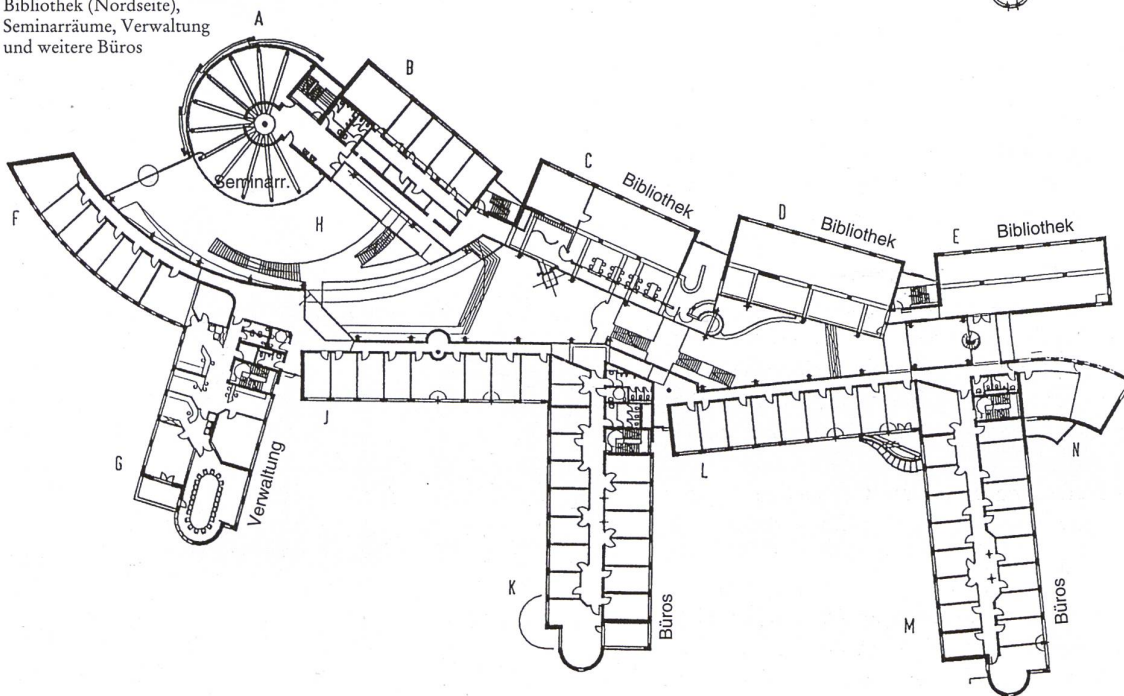 Bibliothek (Nordseite),
Seminarräume, Verwaltung
und weitere Büros
A
B
C
Bibliothek
D
Bibliothek
E
Bibliothek
F
Seminarr.
H
G
Verwaltung
J
K
Büros
L
M
Büros
N